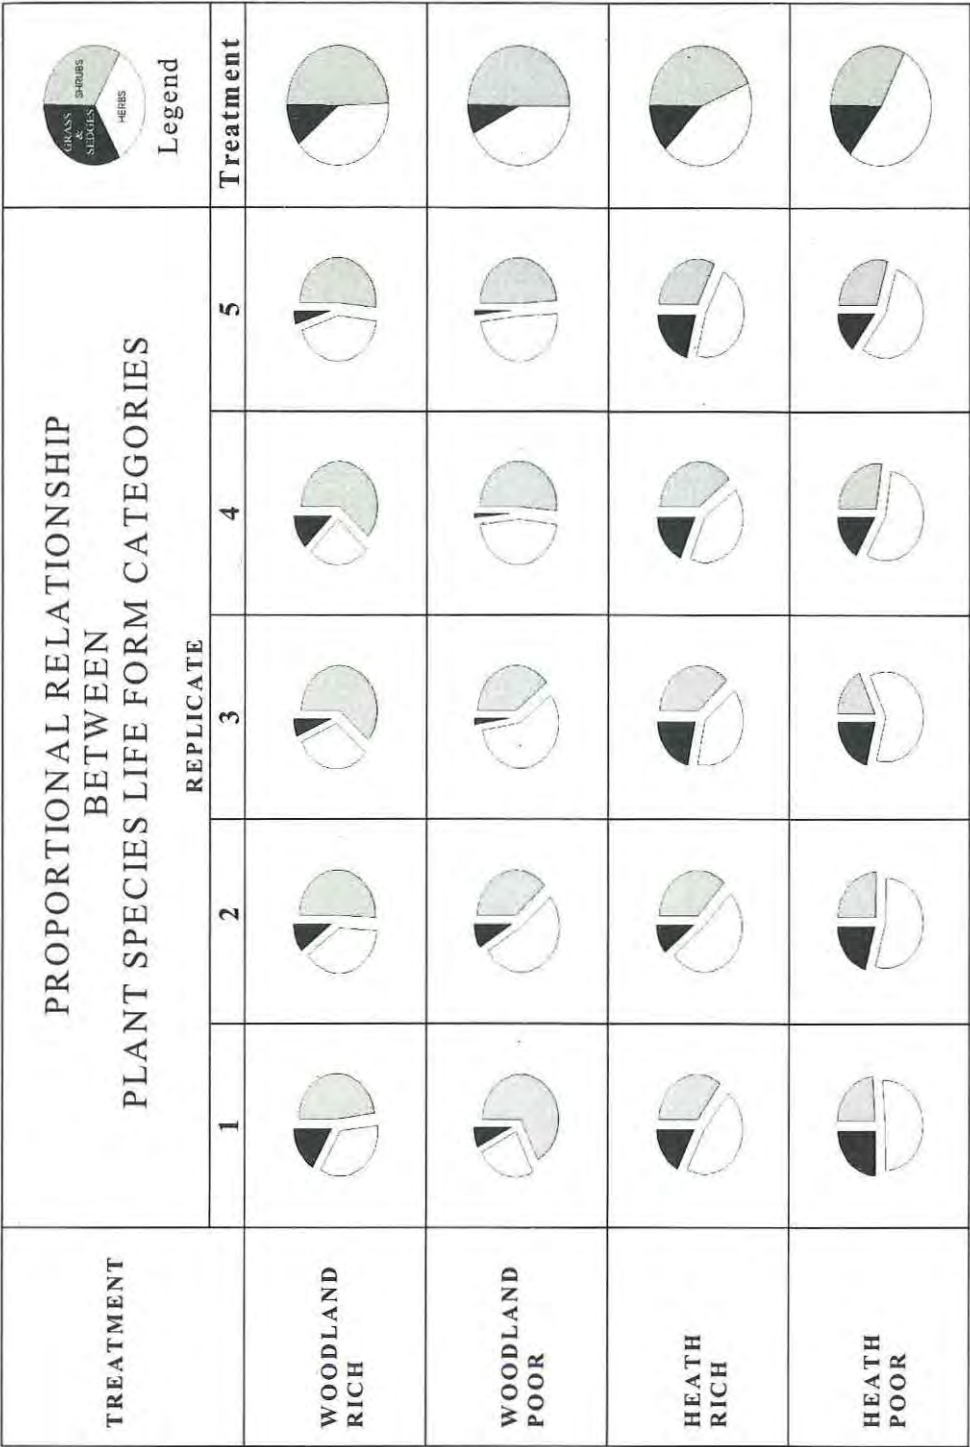 PROPORTIONAL RELATIONSHIP
BETWEEN
PLANT SPECIES LIFE FORM CATEGORIES
GRASS
&
SEDGES
SHRUBS
HERBS
Legend
TREATMENT
REPLICATE
1 2 3 4 5 Treatment
WOODLAND
RICH
WOODLAND
POOR
HEATH
RICH
HEATH
POOR